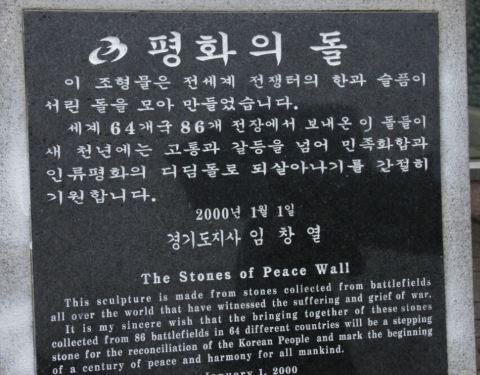 평화의 돌
이 조형물은 전세계 전쟁터의 한과 슬픔이
서린 돌을 모아 만들었습니다.
세계 64개국 86개 전장에서 보내온 이 돌들이
새 천년에는 고통과 갈등을 넘어 민족화합과
인류평화의 디딤돌로 되살아나기를 간절히
기원합니다.
2000년 1월 1일
경기도지사 임 창 열
The Stones of Peace Wall
This sculpture is made from stones collected from battlefields
all over the world that have witnessed the suffering and grief of war.
It is my sincere wish that the bringing together of these stones
collected from 86 battlefields in 64 different countries will be a stepping
stone for the reconciliation of the Korean People and mark the beginning
of a century of peace and harmony for all mankind.
January 1, 2000